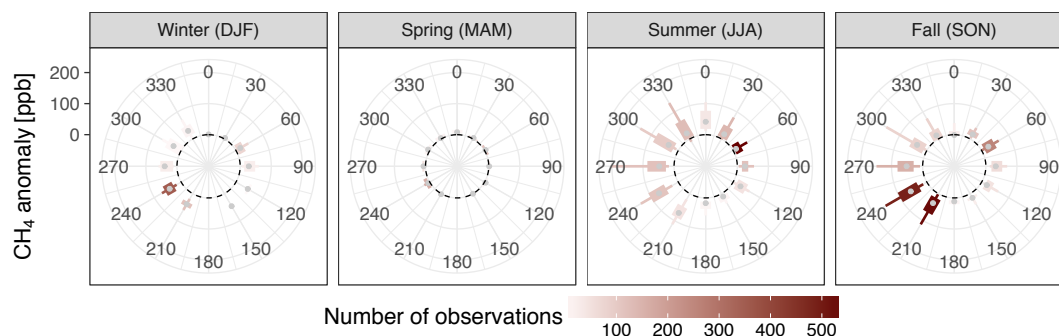 Winter (DJF) Spring (MAM) Summer (JJA) Fall (SON)
CH4 anomaly [ppb]
200
100
0
0 30 60 90 120 150 180 210 240 270 300 330
0 30 60 90 120 150 180 210 240 270 300 330
0 30 60 90 120 150 180 210 240 270 300 330
0 30 60 90 120 150 180 210 240 270 300 330
Number of observations
100 200 300 400 500